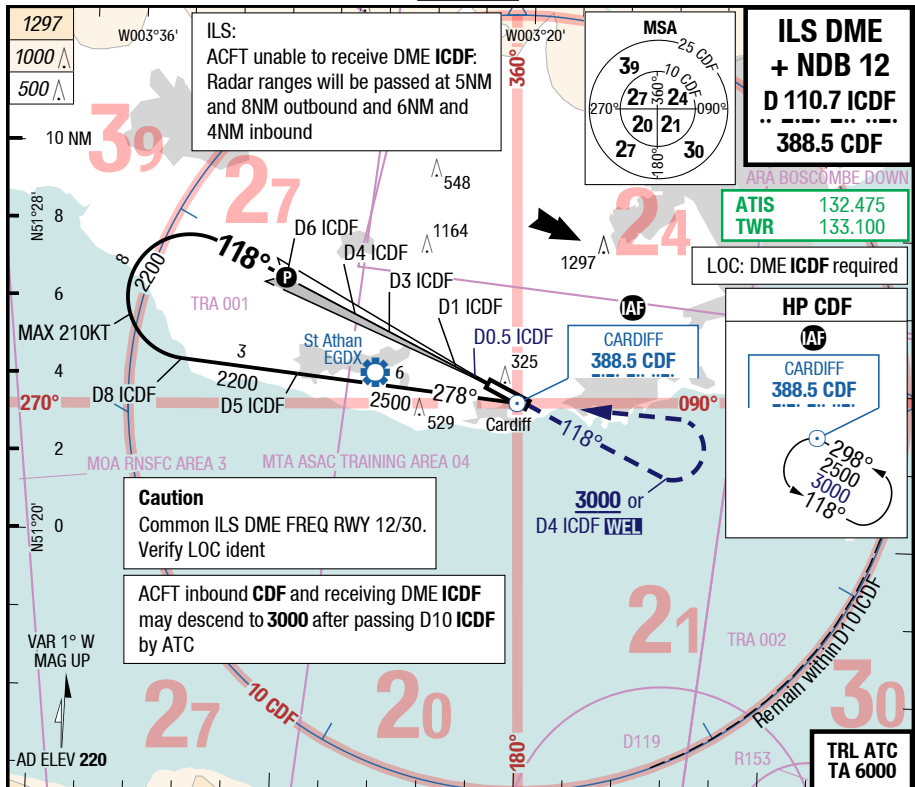 1297
1000
500
W003°36'
ILS:
ACFT unable to receive DME ICDF:
Radar ranges will be passed at 5NM
and 8NM outbound and 6NM and
4NM inbound
W003°20'
360°
MSA
25 CDF
10 CDF
39
27
24
360°
270°
090°
20
21
27
30
180°
ILS DME
+ NDB 12
D 110.7 ICDF
388.5 CDF
ARA BOSCOMBE DOWN
ATIS 132.475
TWR 133.100
LOC: DME ICDF required
HP CDF
IAF
CARDIFF
388.5 CDF
298°
2500
3000
118°
10 NM
39
27
24
548
1164
1297
N51°28'
8
6
4
2
0
N51°20'
8
2200
118°
P
D6 ICDF
D4 ICDF
D3 ICDF
D1 ICDF
D0.5 ICDF
TRA 001
MAX 210KT
St Athan
EGDX
6
325
IAF
CARDIFF
388.5 CDF
3
2200
2500
278°
D8 ICDF
D5 ICDF
529
Cardiff
270°
090°
118°
3000 or
D4 ICDF WEL
MOA RNSFC AREA 3
MTA ASAC TRAINING AREA 04
Caution
Common ILS DME FREQ RWY 12/30.
Verify LOC ident
ACFT inbound CDF and receiving DME ICDF
may descend to 3000 after passing D10 ICDF
by ATC
VAR 1° W
MAG UP
AD ELEV 220
27
10 CDF
20
180°
21
TRA 002
Remain within D10 ICDF
30
D119
R153
TRL ATC
TA 6000